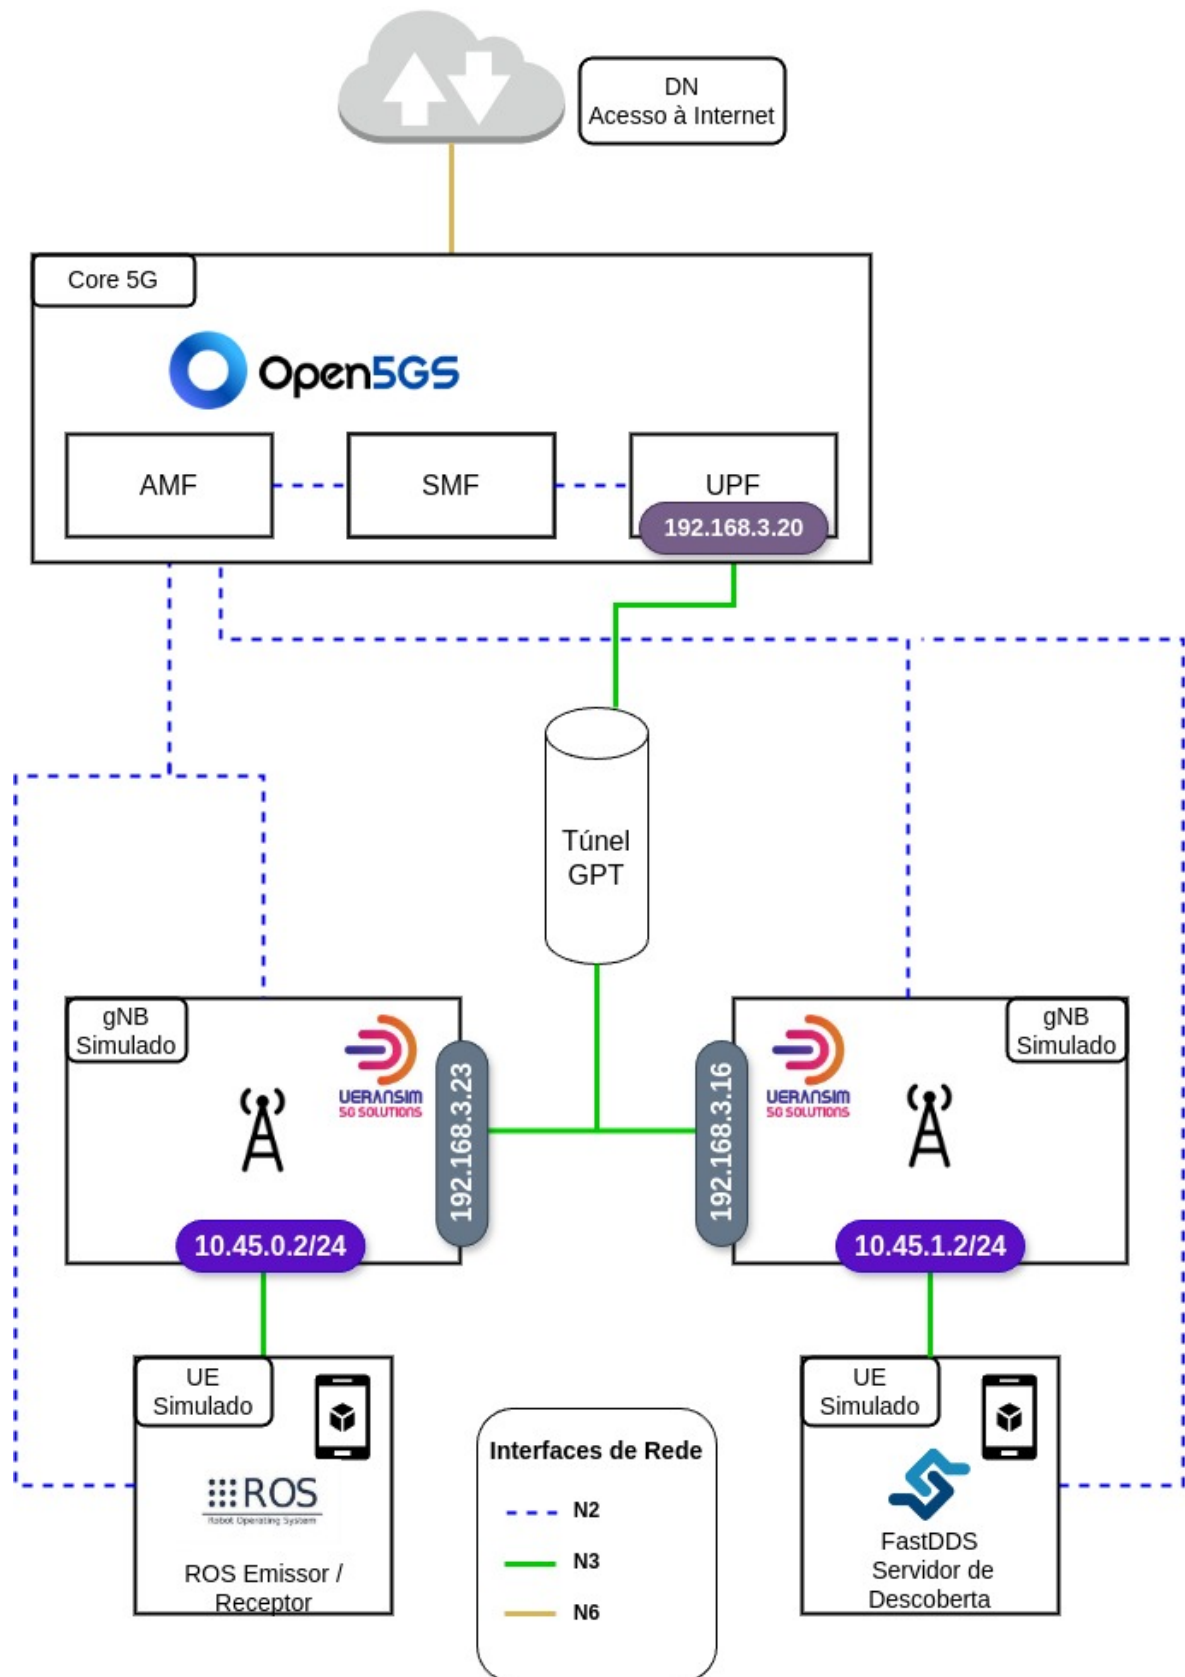 DN
Acesso à Internet
Core 5G
Open5GS
AMF
SMF
UPF
192.168.3.20
Túnel
GPT
gNB
Simulado
UERANSIM
5G SOLUTIONS
192.168.3.23
192.168.3.16
UERANSIM
5G SOLUTIONS
gNB
Simulado
10.45.0.2/24
10.45.1.2/24
UE
Simulado
ROS
Robot Operating System
ROS Emissor /
Receptor
Interfaces de Rede
N2
N3
N6
UE
Simulado
FastDDS
Servidor de
Descoberta